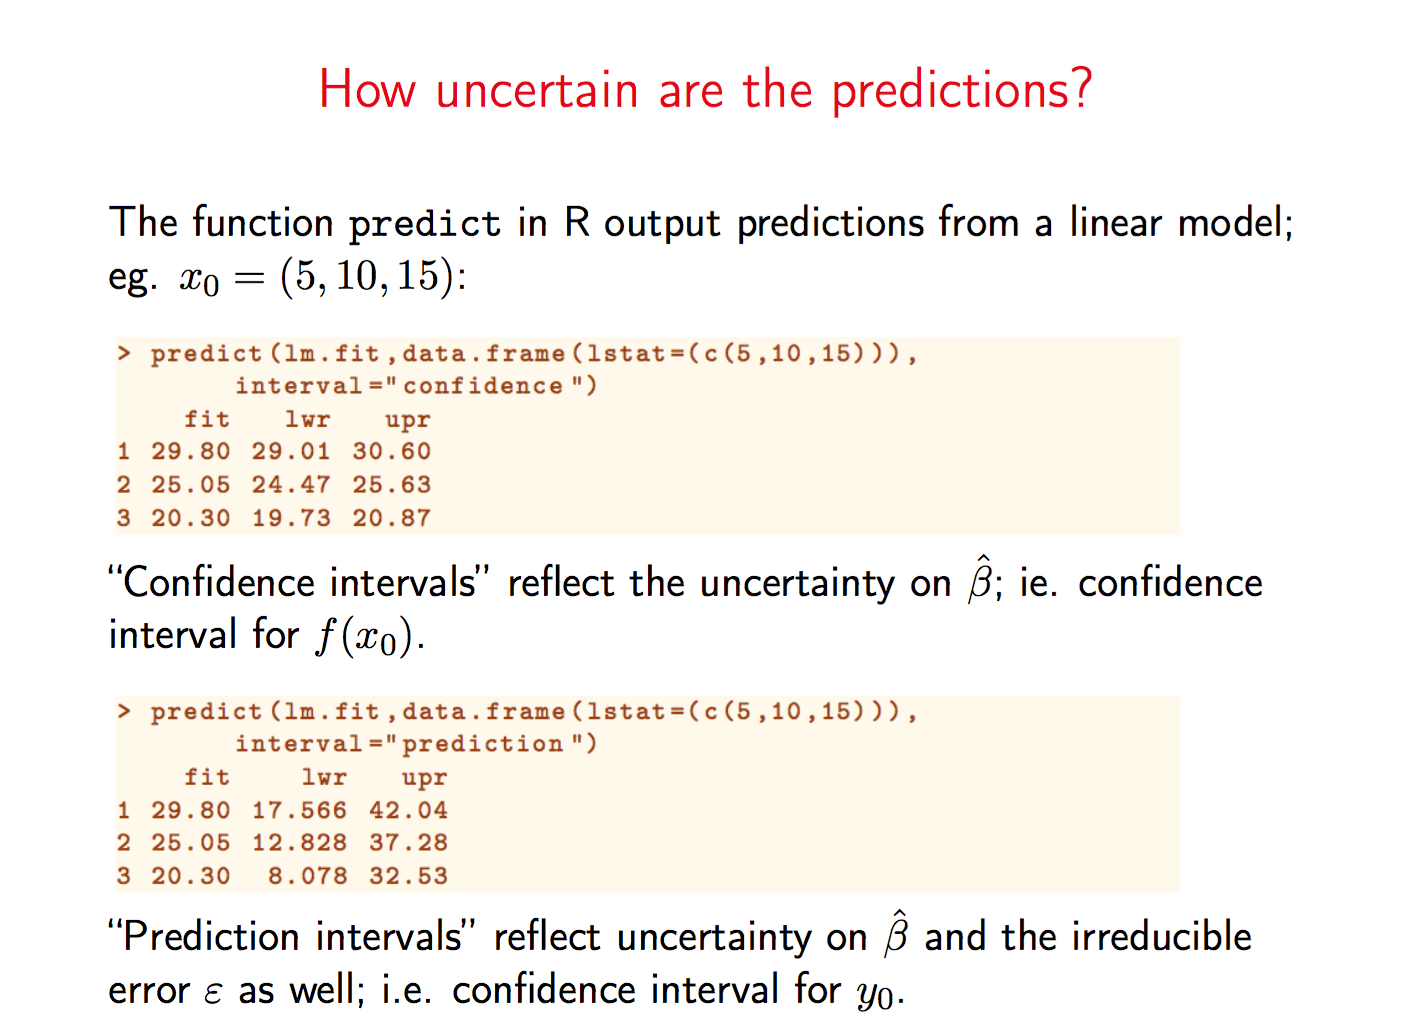 How uncertain are the predictions?
The function predict in R output predictions from a linear model;
eg. x₀ = (5, 10, 15):
> predict(lm.fit,data.frame(lstat=(c(5,10,15))),
interval="confidence")
fit lwr upr
1 29.80 29.01 30.60
2 25.05 24.47 25.63
3 20.30 19.73 20.87
“Confidence intervals” reflect the uncertainty on β̂; ie. confidence
interval for f(x₀).
> predict(lm.fit,data.frame(lstat=(c(5,10,15))),
interval="prediction")
fit lwr upr
1 29.80 17.566 42.04
2 25.05 12.828 37.28
3 20.30 8.078 32.53
“Prediction intervals” reflect uncertainty on β̂ and the irreducible
error ε as well; i.e. confidence interval for y₀.